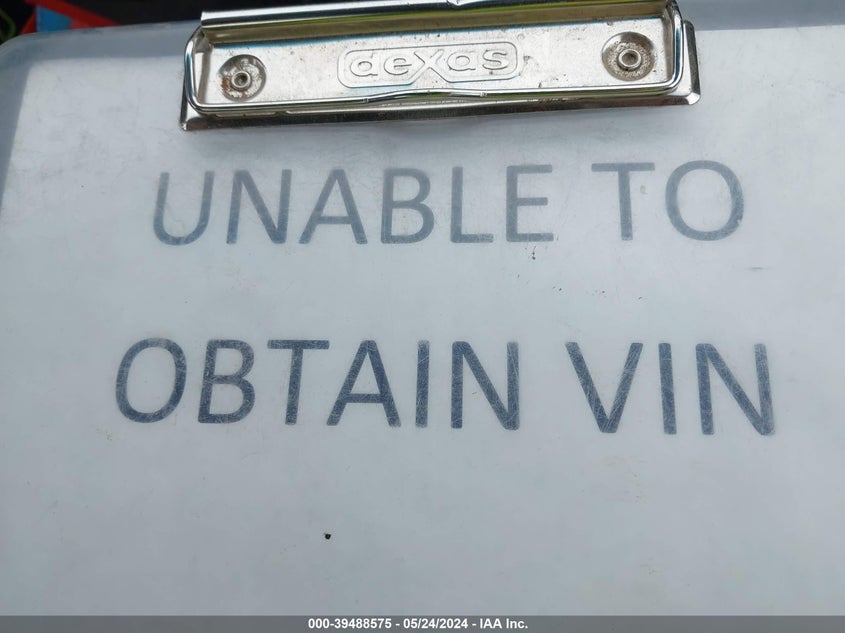 dexas
UNABLE TO
OBTAIN VIN
000-39488575 - 05/24/2024 - IAA Inc.